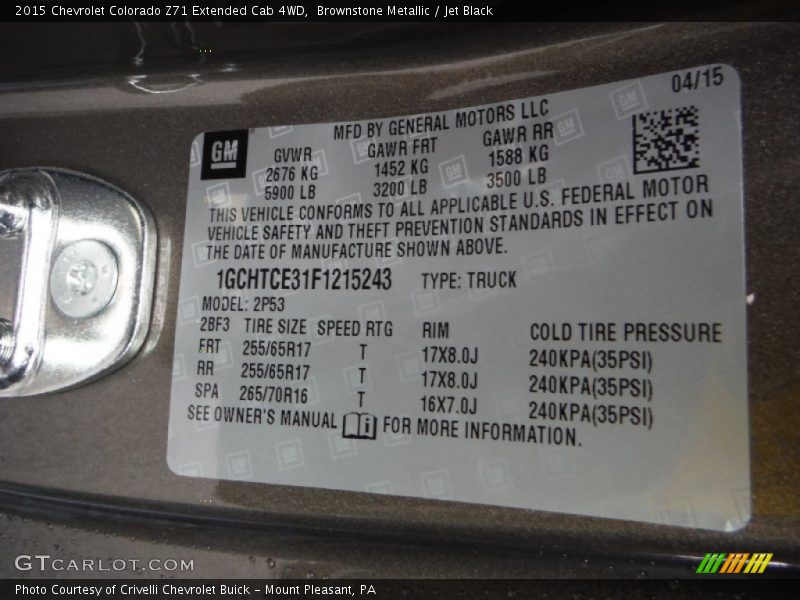 2015 Chevrolet Colorado Z71 Extended Cab 4WD,  Brownstone Metallic / Jet Black
04/15
GM
MFD BY GENERAL MOTORS LLC
GVWR GAWR FRT GAWR RR
2676 KG 1452 KG 1588 KG
5900 LB 3200 LB 3500 LB
THIS VEHICLE CONFORMS TO ALL APPLICABLE U.S. FEDERAL MOTOR
VEHICLE SAFETY AND THEFT PREVENTION STANDARDS IN EFFECT ON
THE DATE OF MANUFACTURE SHOWN ABOVE.
1GCHTCE31F1215243 TYPE: TRUCK
MODEL: 2P53
2BF3 TIRE SIZE SPEED RTG RIM COLD TIRE PRESSURE
FRT 255/65R17 T 17X8.0J 240KPA(35PSI)
RR 255/65R17 T 17X8.0J 240KPA(35PSI)
SPA 265/70R16 T 16X7.0J 240KPA(35PSI)
SEE OWNER'S MANUAL FOR MORE INFORMATION.
GTCARLOT.COM
Photo Courtesy of Crivelli Chevrolet Buick - Mount Pleasant, PA